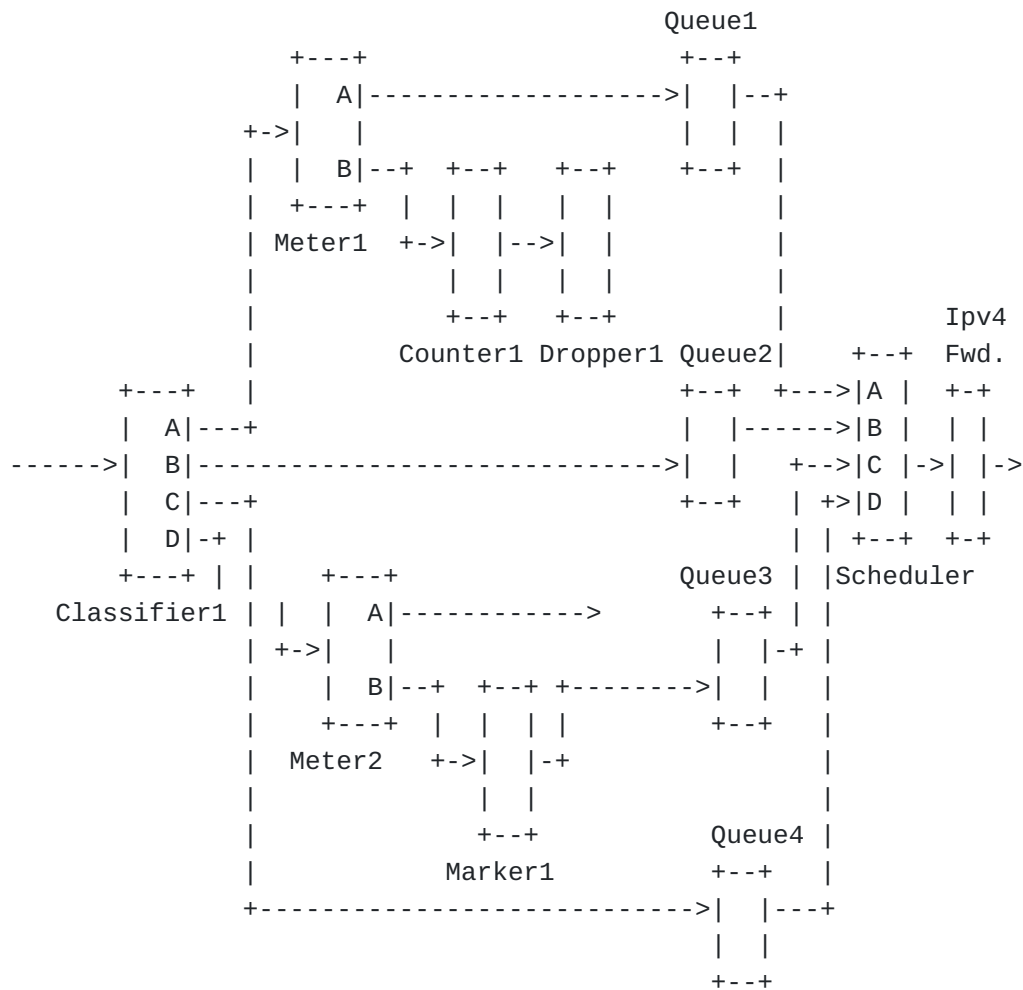 Queue1
                  +---+                    +--+
                  |  A|------------------->|  |--+
               +->|   |                    |  |  |
               |  |  B|--+  +--+   +--+    +--+  |
               |  +---+  |  |  |   |  |          |
               | Meter1  +->|  |-->|  |          |
               |            |  |   |  |          |
               |            +--+   +--+          |          Ipv4
               |         Counter1 Dropper1 Queue2|    +--+  Fwd.
       +---+   |                           +--+  +--->|A |  +-+
       |  A|---+                           |  |------>|B |  | |
------>|  B|------------------------------>|  |   +-->|C |->| |->
       |  C|---+                           +--+   | +>|D |  | |
       |  D|-+ |                                  | | +--+  +-+
       +---+ | |    +---+                  Queue3 | |Scheduler
   Classifier1 | |  |  A|------------>       +--+ | |
               | +->|   |                    |  |-+ |
               |    |  B|--+  +--+ +-------->|  |   |
               |    +---+  |  |  | |         +--+   |
               |  Meter2   +->|  |-+                |
               |              |  |                  |
               |              +--+           Queue4 |
               |            Marker1          +--+   |
               +---------------------------->|  |---+
                                             |  |
                                             +--+